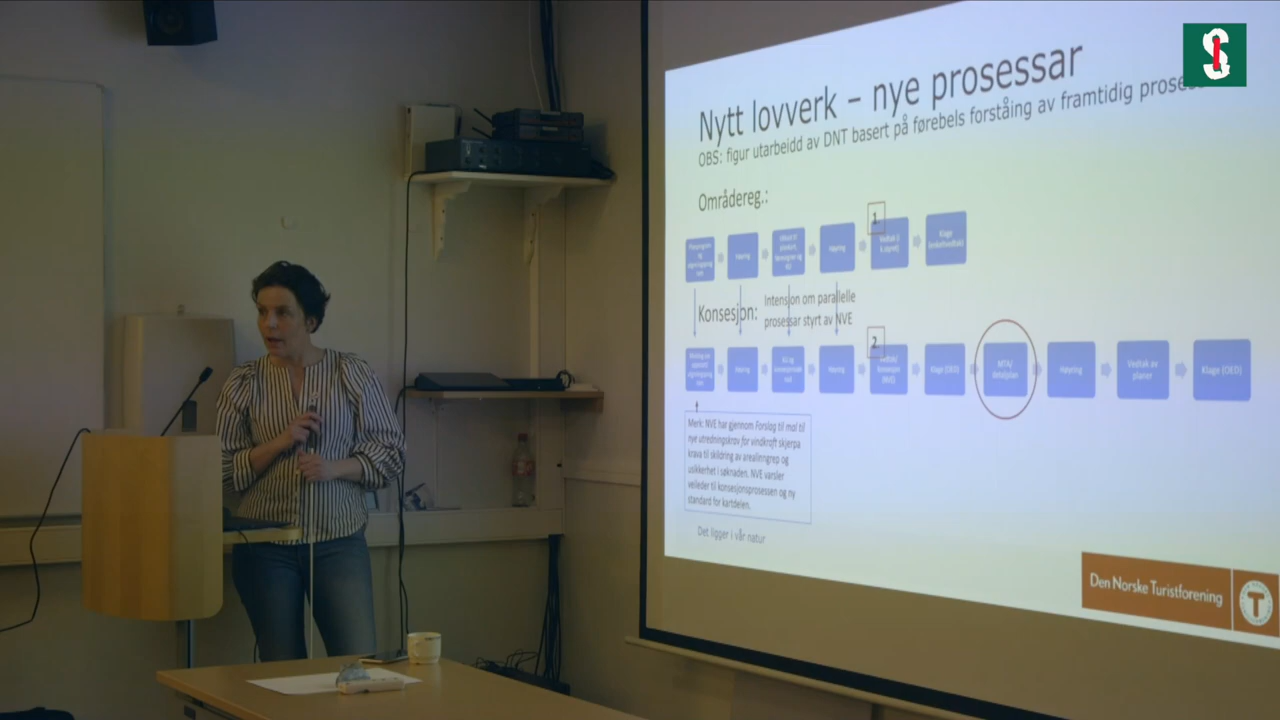 Nytt lovverk – nye prosessar
OBS: figur utarbeidd av DNT basert på førebels forståing av framtidig
Områdereg.:
1.
Høyring
Høyring
Klage
Konsesjon:
Intensjon om parallelle
prosessar styrt av NVE
2.
Høyring
Høyring
Klage (OED)
MTA/
detaljplan
Høyring
Vedtak av
planer
Klage (OED)
Merk: NVE har gjennom Forslag til mal til
nye utredningskrav for vindkraft skjerpa
krava til skildring av arealinngrep og
usikkerhet i søknaden. NVE varsler
veileder til konsesjonsprosessen og ny
standard for kartdelen.
Det ligger i vår natur
Den Norske Turistforening
T